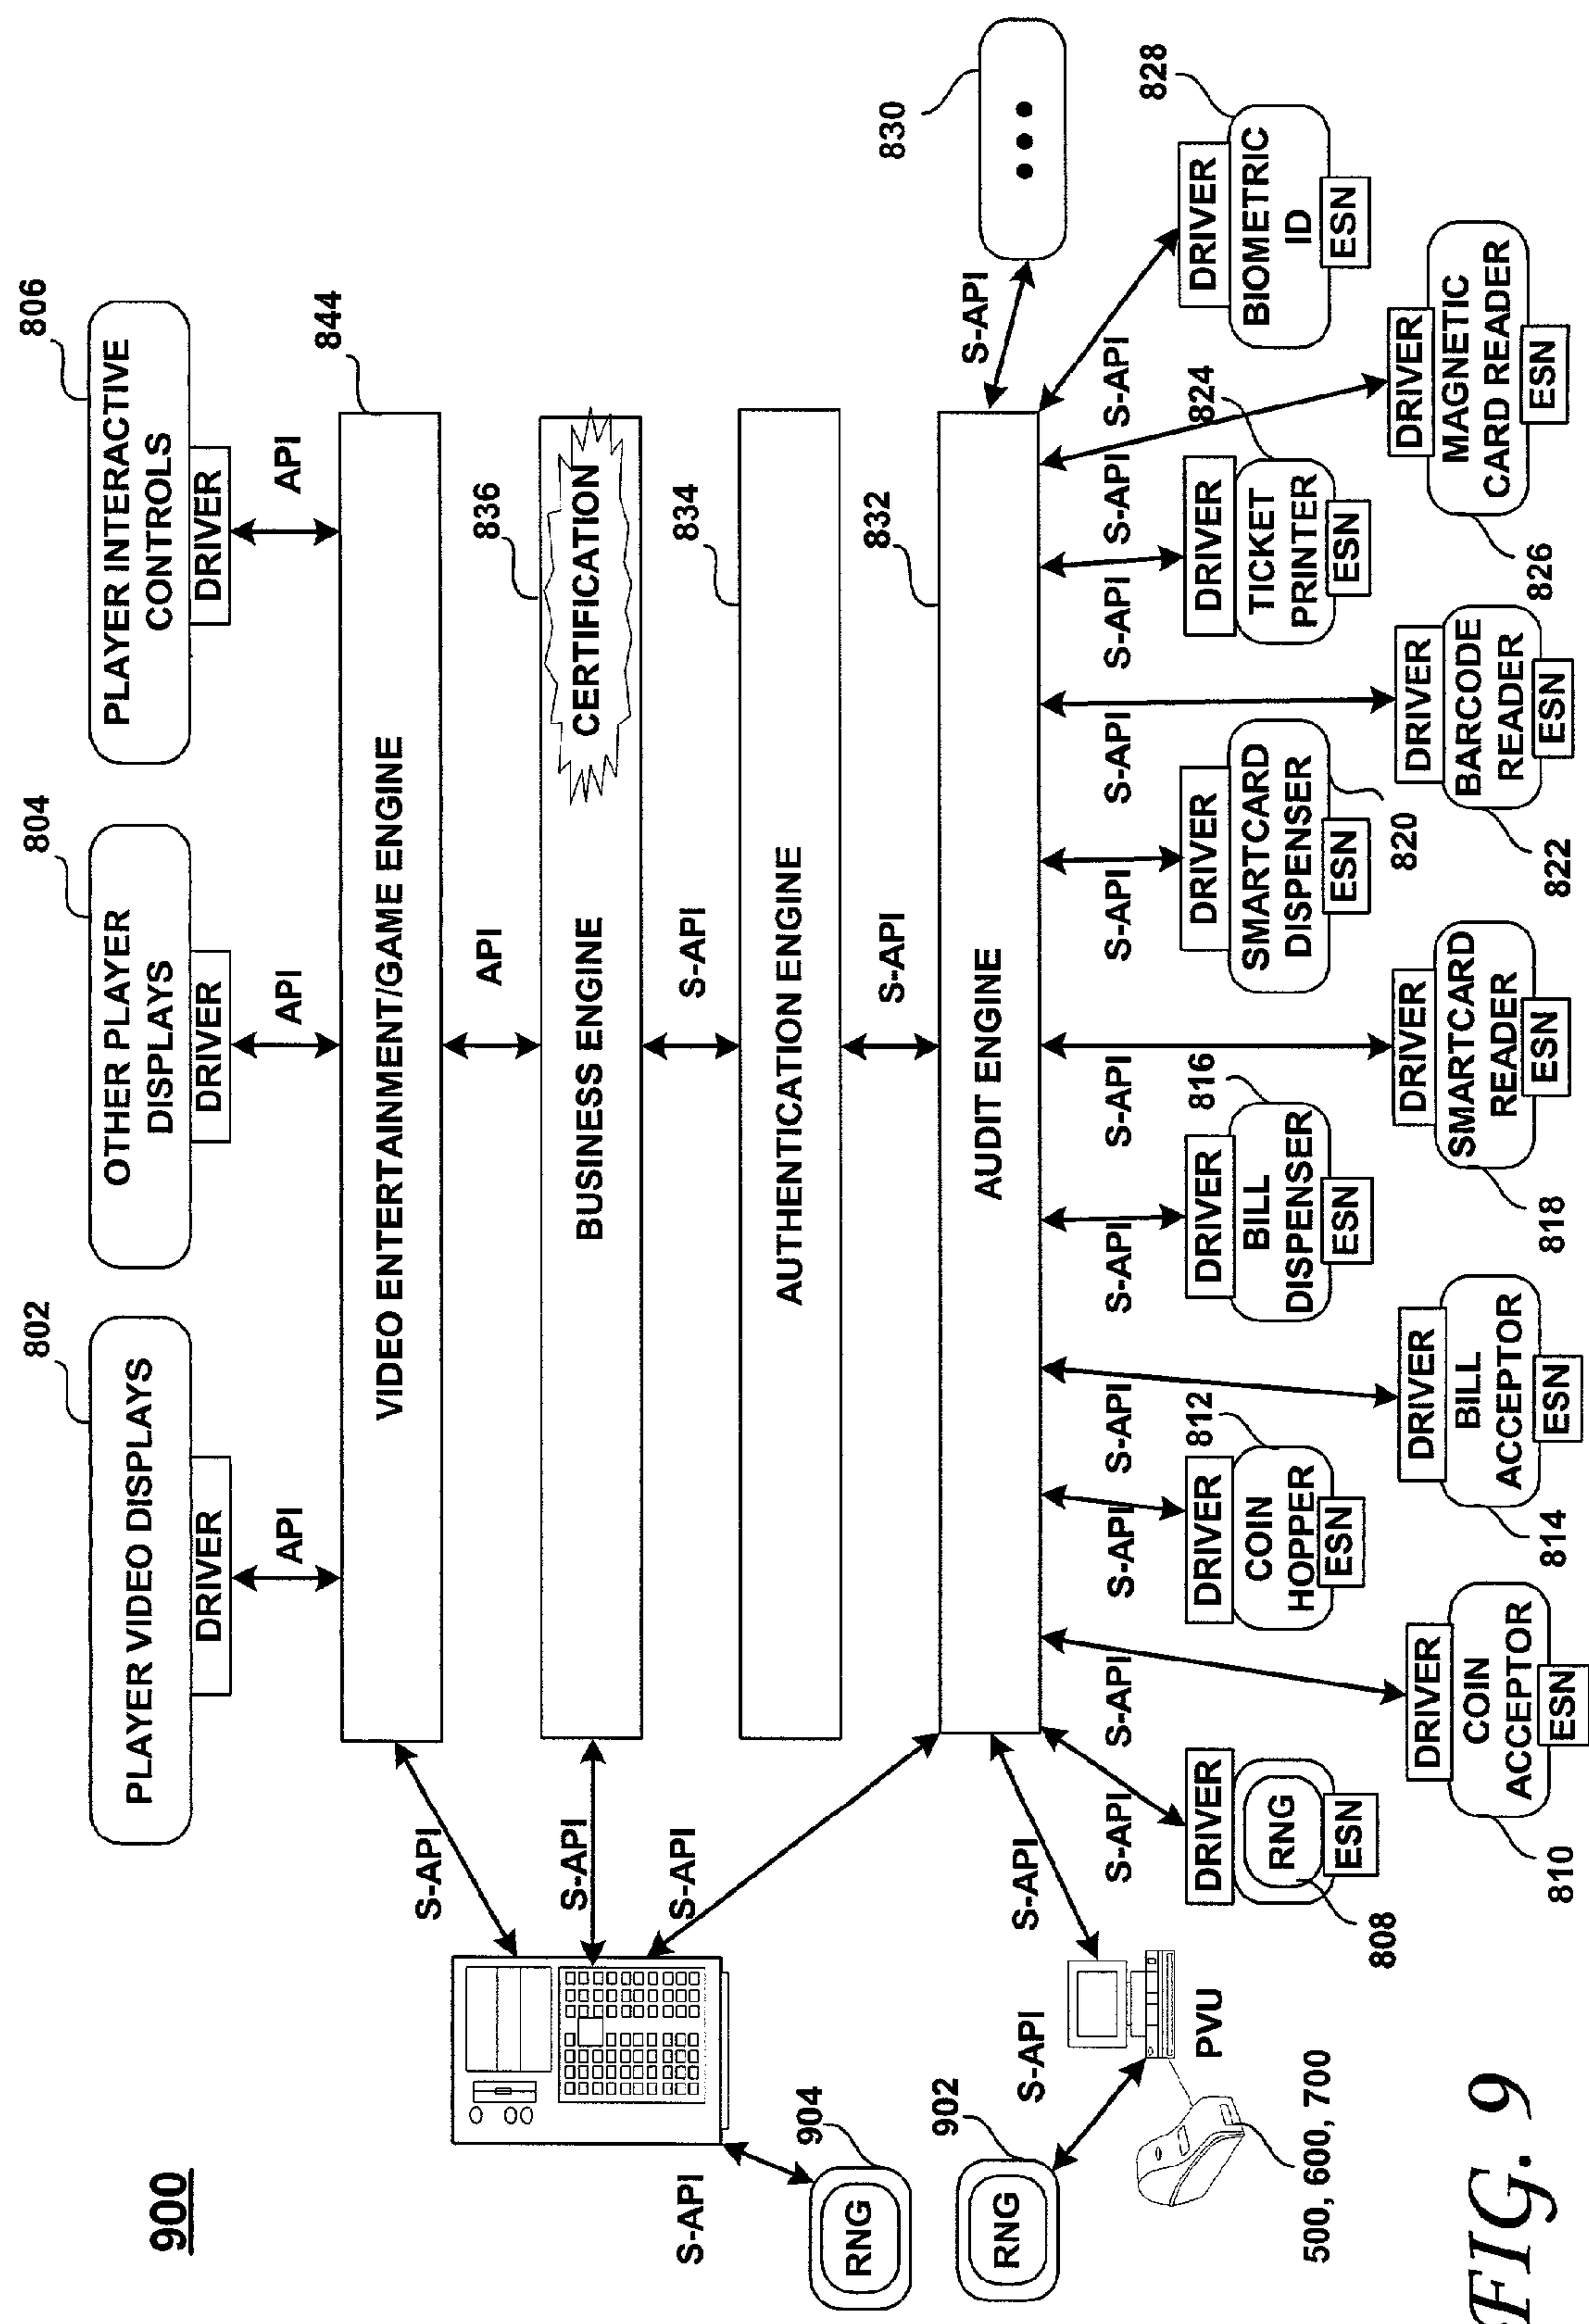 900
802
804
806
PLAYER VIDEO DISPLAYS
DRIVER
OTHER PLAYER
DISPLAYS
DRIVER
PLAYER INTERACTIVE
CONTROLS
DRIVER
API
API
API
844
VIDEO ENTERTAINMENT/GAME ENGINE
S-API
API
836
BUSINESS ENGINE
CERTIFICATION
S-API
S-API
S-API
834
AUTHENTICATION ENGINE
S-API
RNG
904
S-API
832
AUDIT ENGINE
830
S-API
RNG
902
S-API
S-API
PVU
500, 600, 700
S-API
S-API
S-API
S-API
S-API
S-API
S-API
S-API
S-API
S-API
S-API
DRIVER
RNG
ESN
808
812
DRIVER
COIN
HOPPER
ESN
816
DRIVER
BILL
DISPENSER
ESN
DRIVER
SMARTCARD
DISPENSER
ESN
820
824
DRIVER
TICKET
PRINTER
ESN
828
DRIVER
BIOMETRIC
ID
ESN
DRIVER
COIN
ACCEPTOR
ESN
810
DRIVER
BILL
ACCEPTOR
ESN
814
DRIVER
SMARTCARD
READER
ESN
818
DRIVER
BARCODE
READER
ESN
822
DRIVER
MAGNETIC
CARD READER
ESN
826
FIG. 9